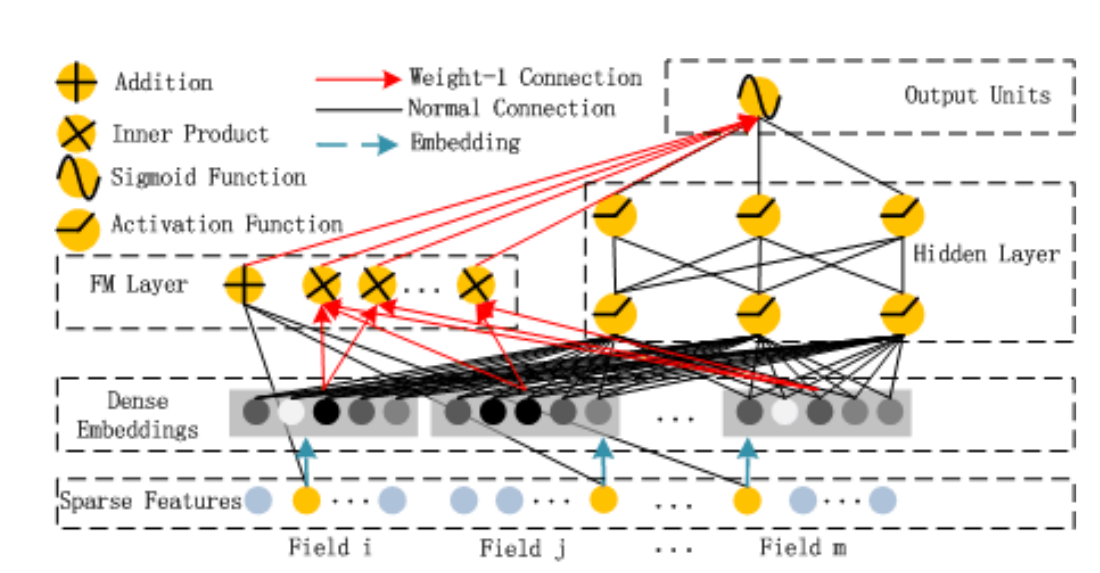 Addition
Inner Product
Sigmoid Function
Activation Function
Weight-1 Connection
Normal Connection
Embedding
Output Units
Hidden Layer
FM Layer
...
Dense
Embeddings
...
Sparse Features
...
...
...
...
Field i
Field j
...
Field m